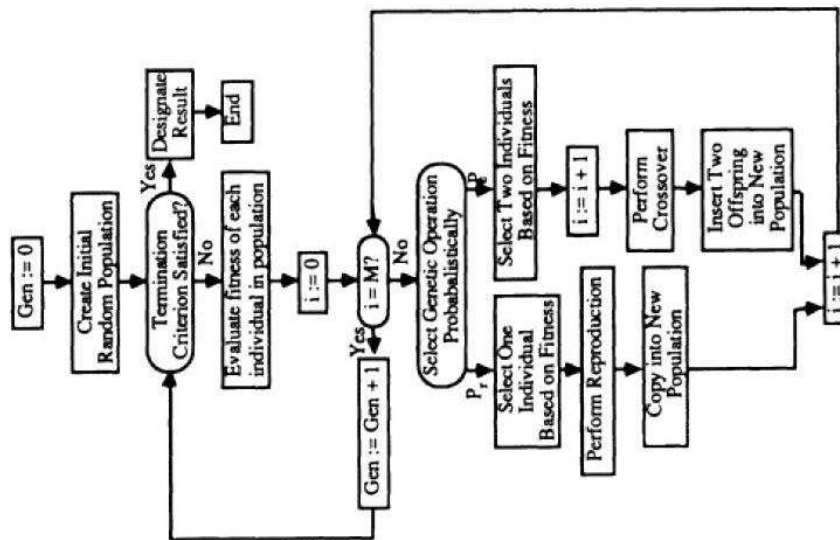 Gen := 0
Create Initial
Random Population
Termination
Criterion Satisfied?
Yes
Designate
Result
End
No
Evaluate fitness of each
individual in population
i := 0
i = M?
Yes
Gen := Gen + 1
No
Select Genetic Operation
Probabalistically
Pr
Select One
Individual
Based on Fitness
Perform Reproduction
Copy into New
Population
P
Select Two Individuals
Based on Fitness
i := i + 1
Perform
Crossover
Insert Two
Offspring
into New
Population
i := i + 1